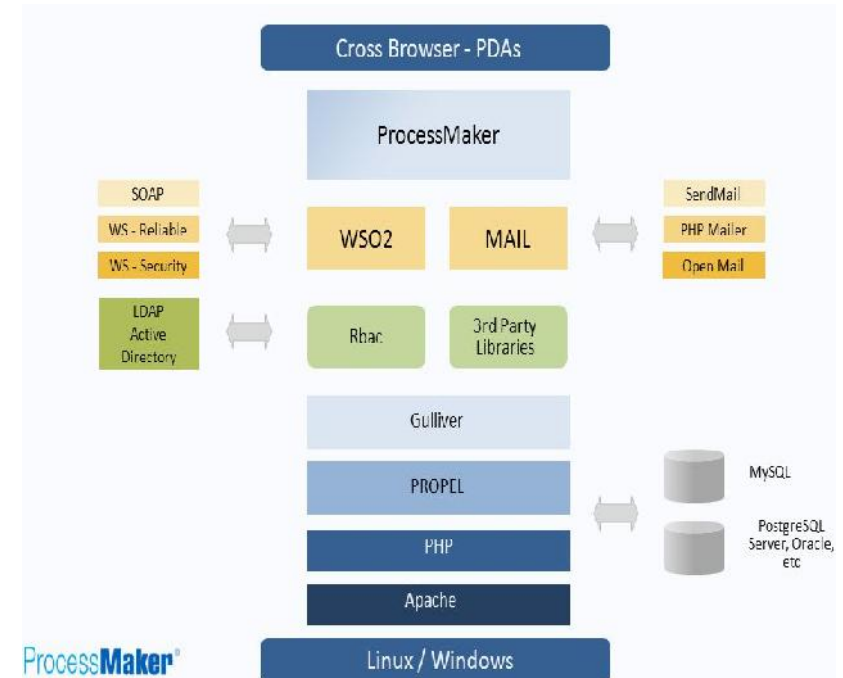 Cross Browser - PDAs
ProcessMaker
SOAP
WS - Reliable
WS - Security
WSO2
MAIL
SendMail
PHP Mailer
Open Mail
LDAP
Active
Directory
Rbac
3rd Party
Libraries
Gulliver
PROPEL
PHP
Apache
MySQL
PostgreSQL
Server, Oracle,
etc
ProcessMaker®
Linux / Windows